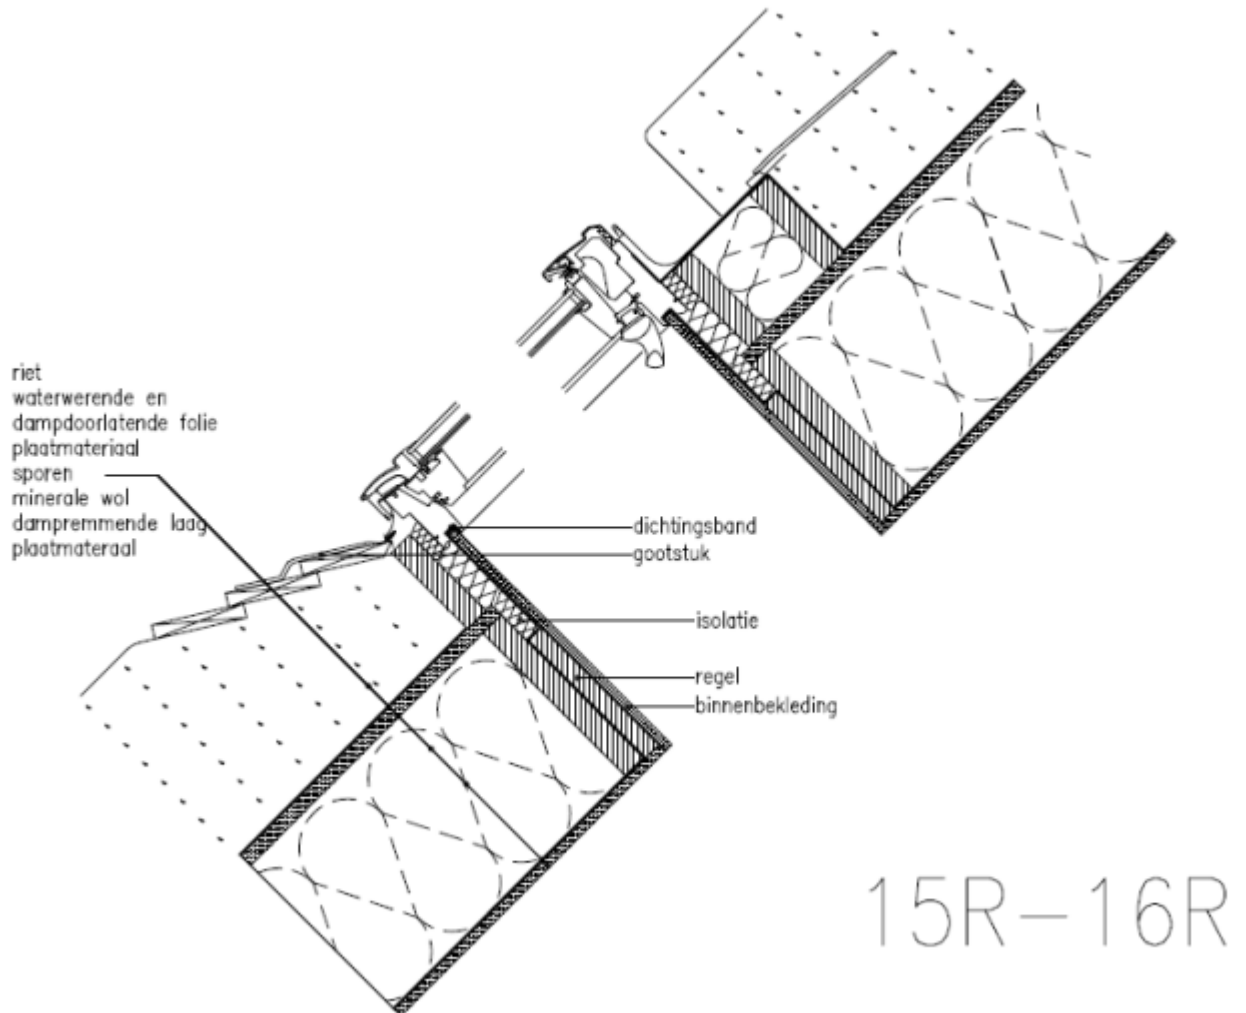 riet
waterwerende en
dampdoorlatende folie
plaatmateriaal
sporen
minerale wol
dampremmende laag
plaatmateraal
dichtingsband
gootstuk
isolatie
regel
binnenbekleding
15R-16R